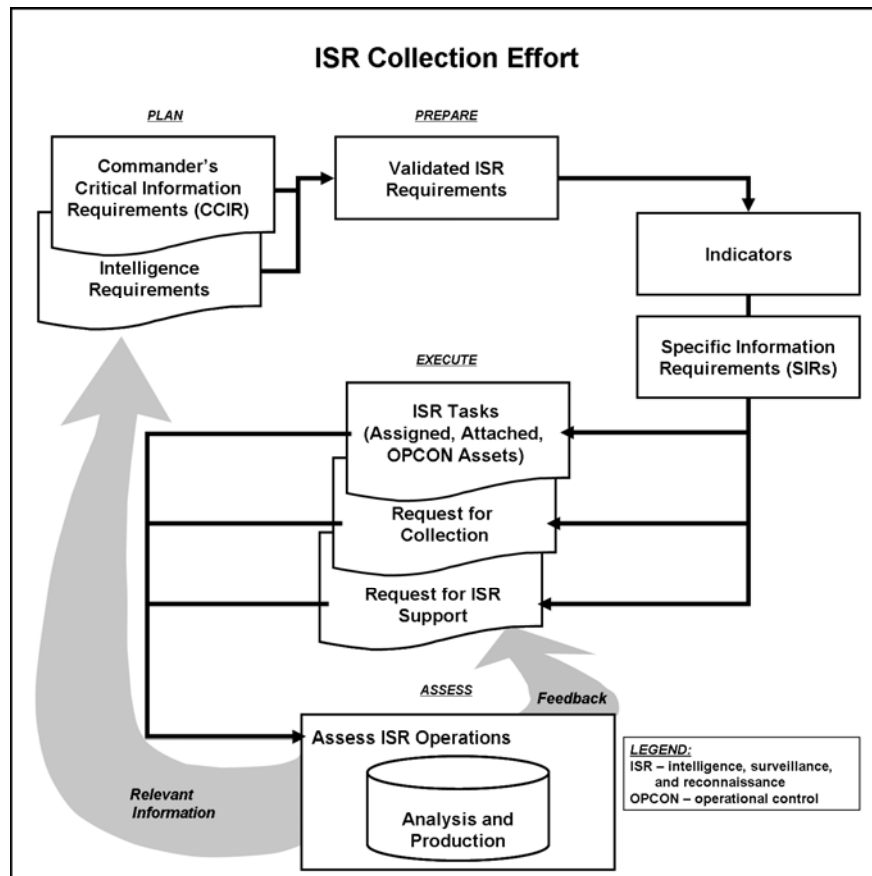 ISR Collection Effort
PLAN
PREPARE
Commander's
Critical Information
Requirements (CCIR)
Intelligence
Requirements
Validated ISR
Requirements
Indicators
Specific Information
Requirements (SIRs)
EXECUTE
ISR Tasks
(Assigned, Attached,
OPCON Assets)
Request for
Collection
Request for ISR
Support
ASSESS
Feedback
Assess ISR Operations
Analysis and
Production
Relevant
Information
LEGEND:
ISR – intelligence, surveillance,
and reconnaissance
OPCON – operational control